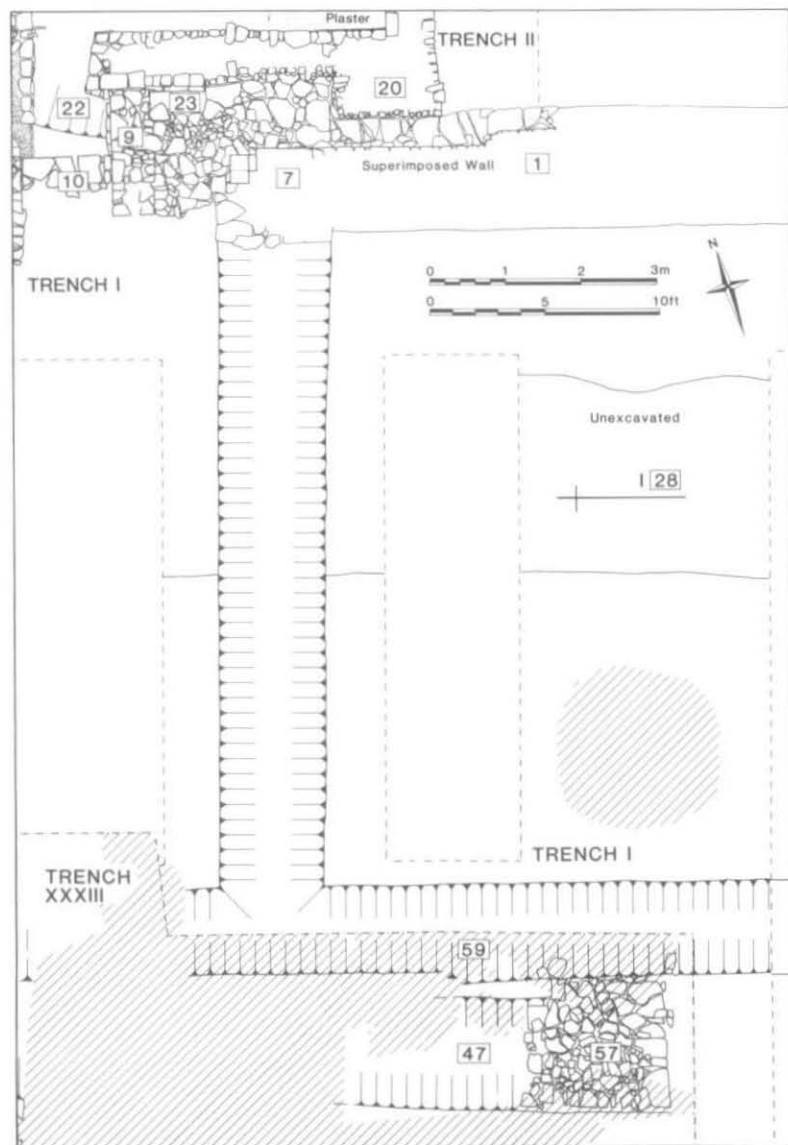 Plaster
TRENCH II
22
23
20
9
10
7
Superimposed Wall
1
N
0 1 2 3m
0 5 10ft
TRENCH I
Unexcavated
I 28
TRENCH I
TRENCH
XXXIII
59
47
57